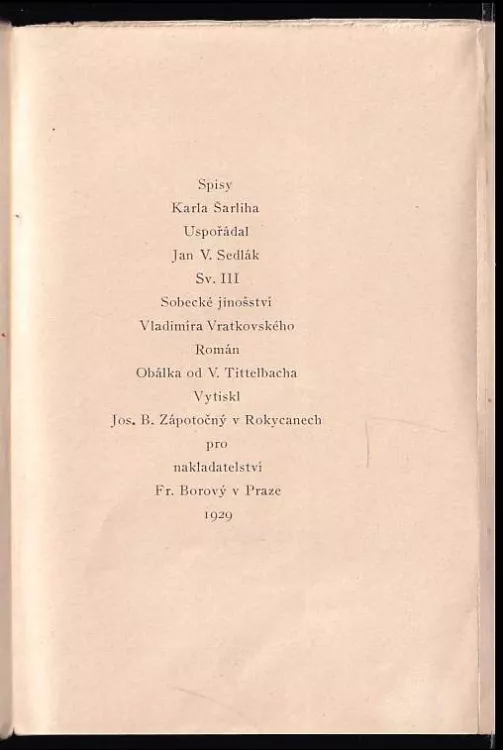 Spisy
Karla Šarliha
Uspořádal
Jan V. Sedlák
Sv. III
Sobecké jinošství
Vladimíra Vratkovského
Román
Obálka od V. Tittelbacha
Vytiskl
Jos. B. Zápotočný v Rokycanech
pro
nakladatelství
Fr. Borový v Praze
1929